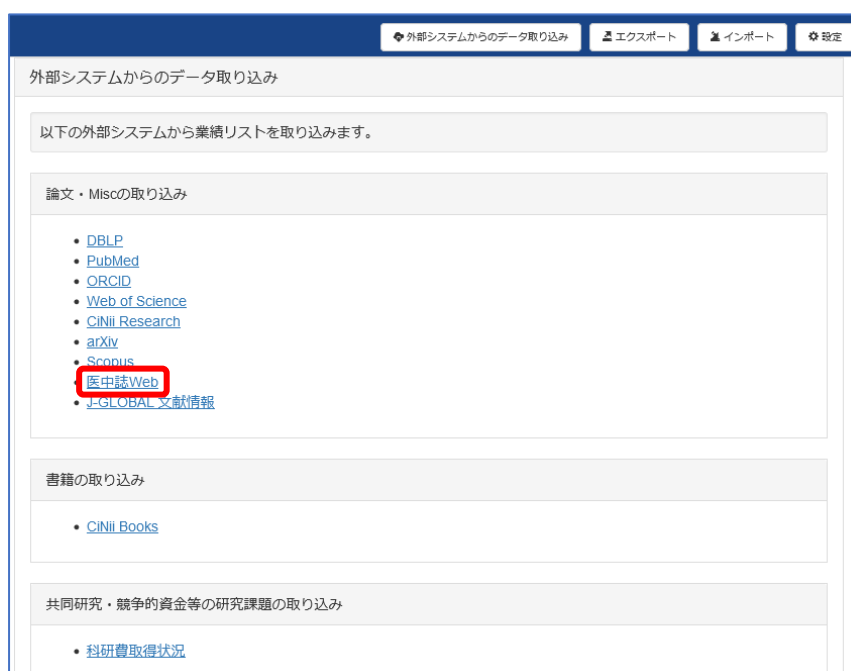 外部システムからのデータ取り込み エクスポート インポート 設定
外部システムからのデータ取り込み
以下の外部システムから業績リストを取り込みます。
論文・Miscの取り込み
DBLP
PubMed
ORCID
Web of Science
CiNii Research
arXiv
Scopus
医中誌Web
J-GLOBAL 文献情報
書籍の取り込み
CiNii Books
共同研究・競争的資金等の研究課題の取り込み
科研費取得状況